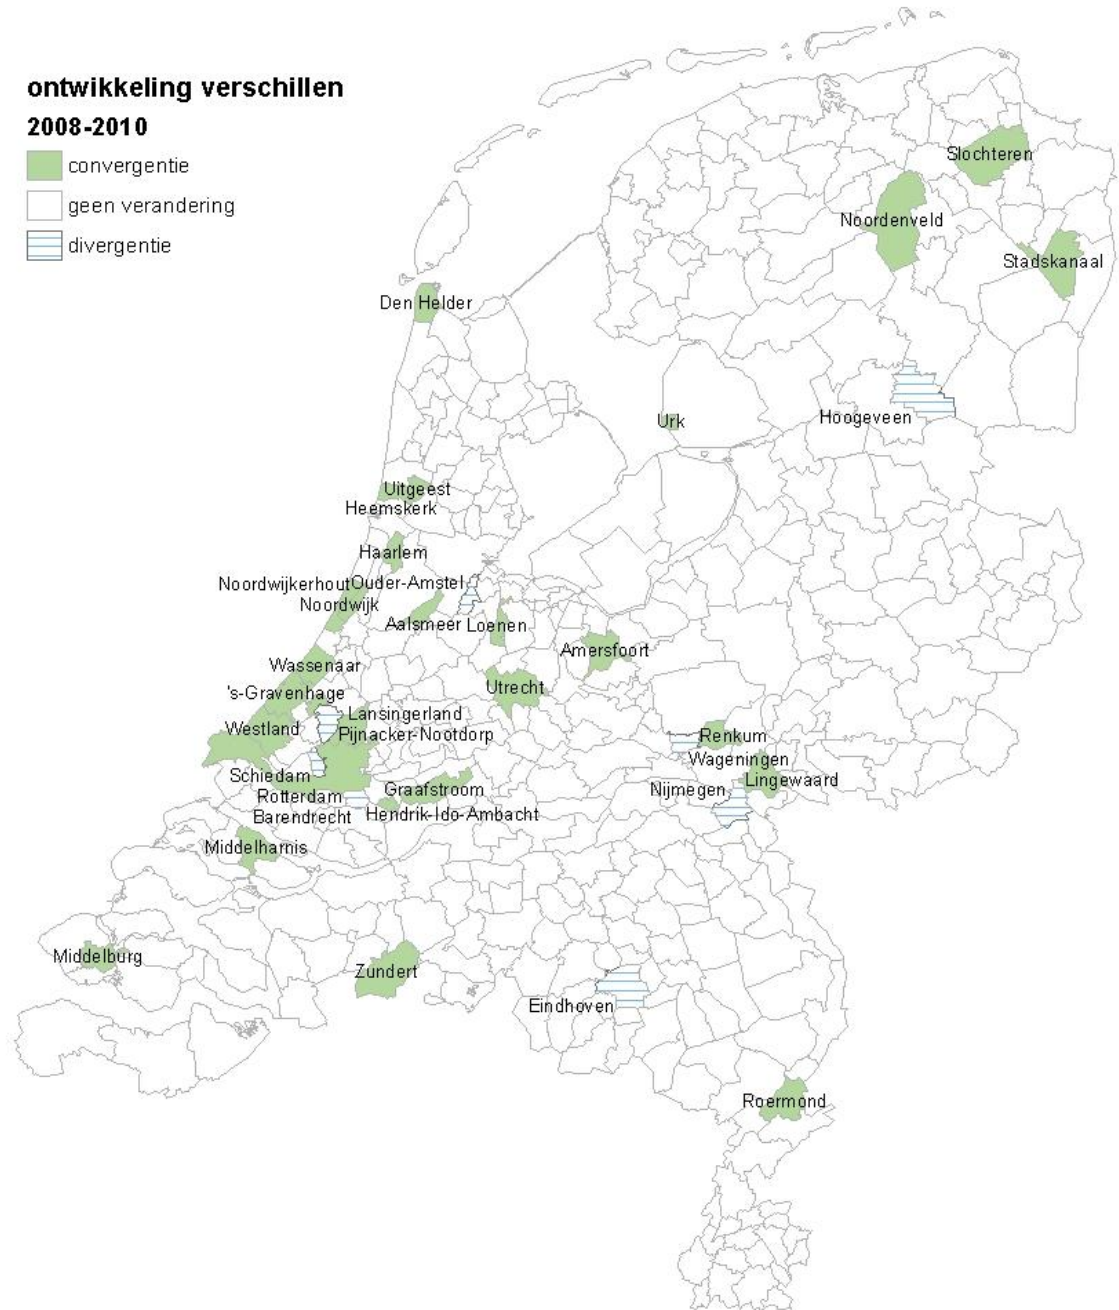 ontwikkeling verschillen
2008-2010
convergentie
geen verandering
divergentie
Slochteren
Noordenveld
Stadskanaal
Den Helder
Hoogeveen
Urk
Uitgeest
Heemskerk
Haarlem
Noordwijkerhout
Ouder-Amstel
Noordwijk
Aalsmeer
Loenen
Amersfoort
Wassenaar
Utrecht
's-Gravenhage
Lansingerland
Westland
Pijnacker-Nootdorp
Renkum
Wageningen
Schiedam
Lingewaard
Graafstroom
Nijmegen
Rotterdam
Barendrecht
Hendrik-Ido-Ambacht
Middelharnis
Middelburg
Zundert
Eindhoven
Roermond